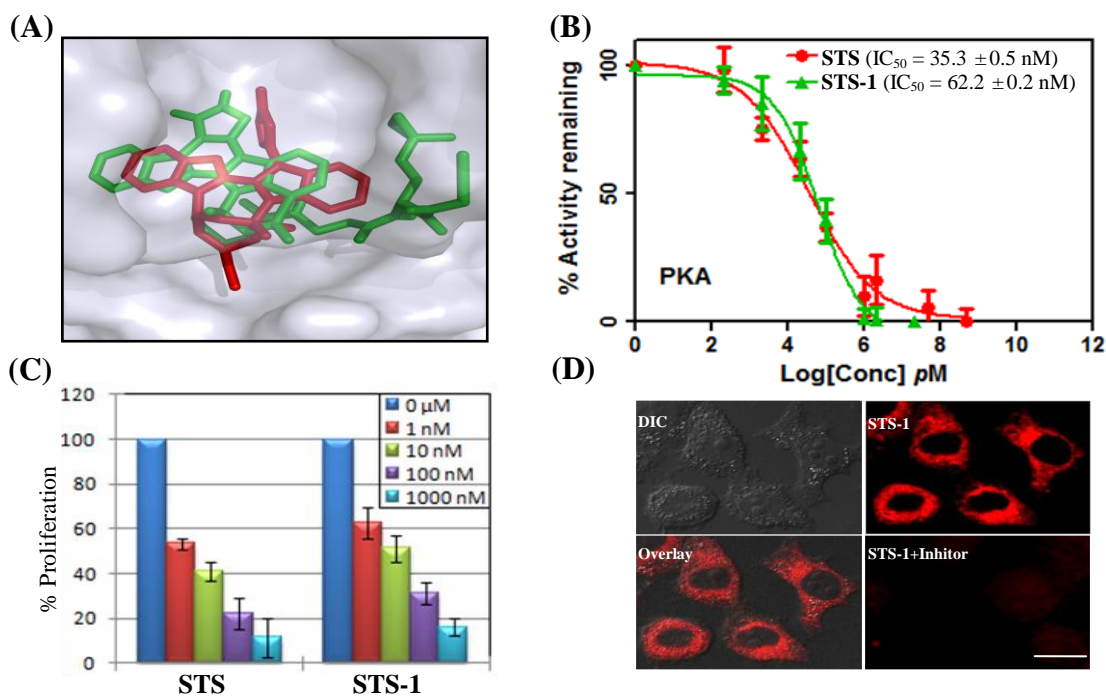 (A)
(B)
STS (IC50 = 35.3 ±0.5 nM)
STS-1 (IC50 = 62.2 ±0.2 nM)
% Activity remaining
100
50
0
PKA
0 2 4 6 8 10 12
Log[Conc] pM
(C)
% Proliferation
120
100
80
60
40
20
0
0 µM
1 nM
10 nM
100 nM
1000 nM
STS STS-1
(D)
DIC
STS-1
Overlay
STS-1+Inhitor